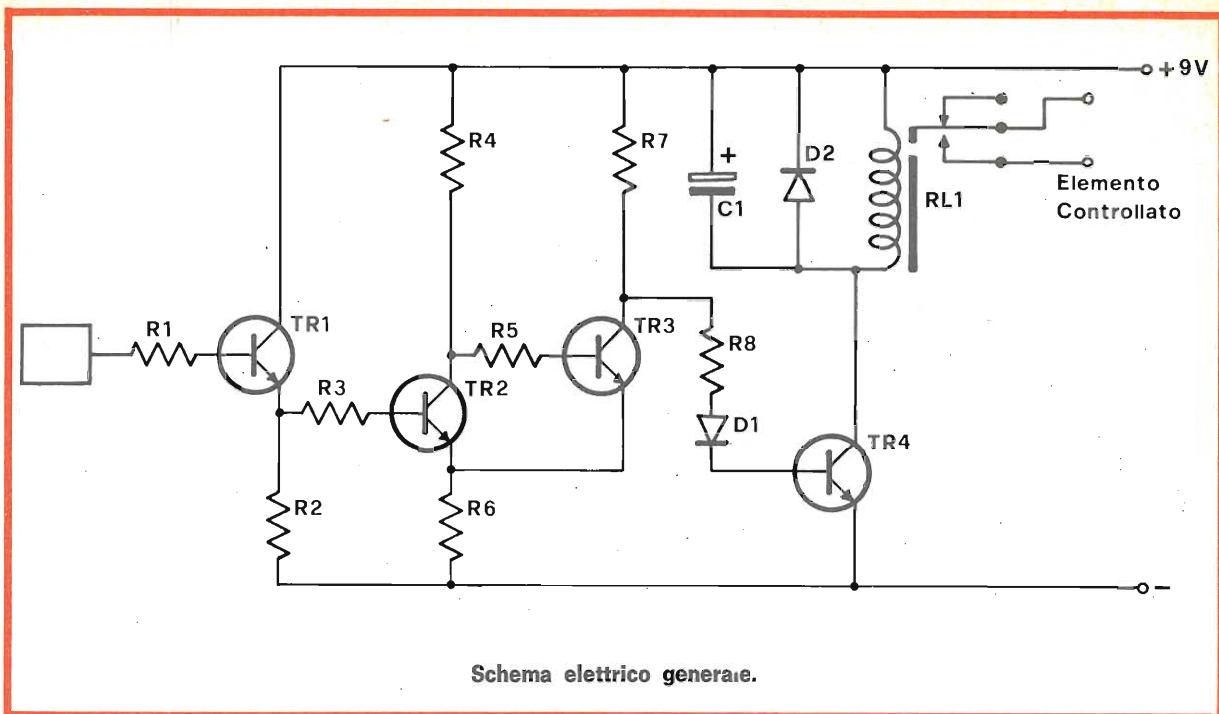 +9V
R4
R7
+
D2
C1
RL1
Elemento
Controllato
R1
TR1
R5
TR3
R3
TR2
R8
D1
TR4
R2
R6
-
Schema elettrico generale.